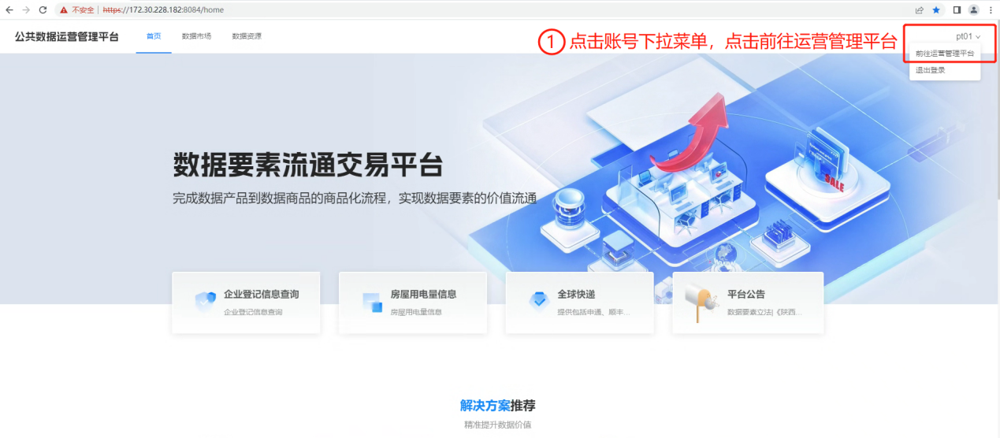 不安全 https://172.30.228.182:8084/home
公共数据运营管理平台 首页 数据市场 数据资源
① 点击账号下拉菜单，点击前往运营管理平台
pt01
前往运营管理平台
退出登录
数据要素流通交易平台
完成数据产品到数据商品的商品化流程，实现数据要素的价值流通
SALE
企业登记信息查询
企业登记信息查询
房屋用电量信息
房屋用电量信息
全球快递
提供包括申通、顺丰...
平台公告
数据要素立法|《陕西...
解决方案推荐
精准提升数据价值